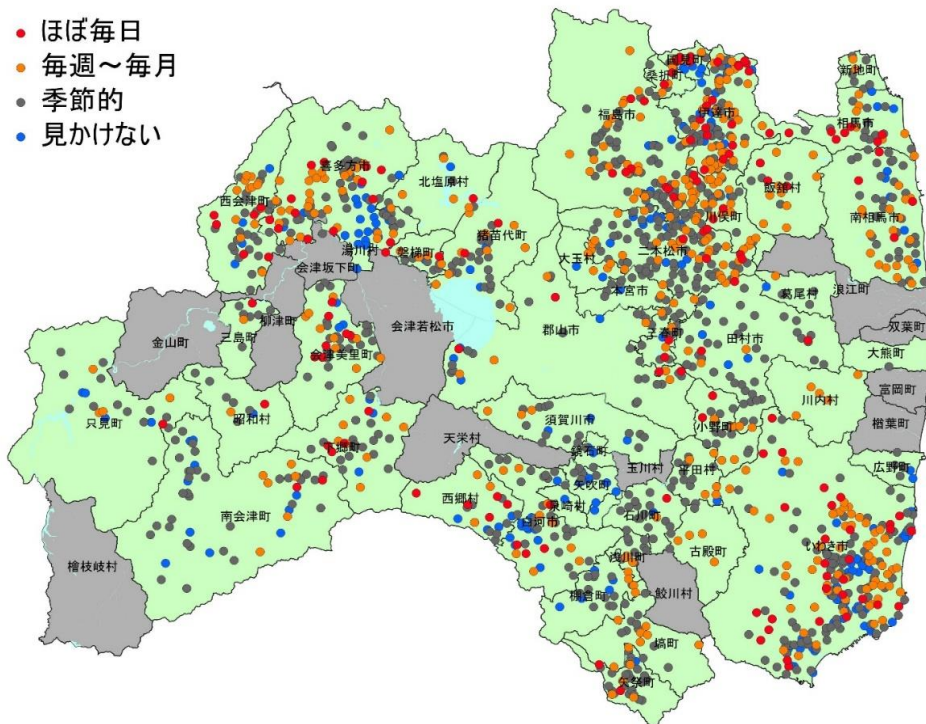 ほぼ毎日
毎週～毎月
季節的
見かけない
国見町
桑折町
新地町
福島市
伊達市
相馬市
喜多方市
北塩原村
飯舘村
西会津町
川俣町
南相馬市
猪苗代町
湯川村
磐梯町
大玉村
二本松市
会津坂下町
本宮市
葛尾村
浪江町
柳津町
会津若松市
三春町
双葉町
金山町
三島町
郡山市
田村市
会津美里町
大熊町
川内村
富岡町
只見町
昭和村
須賀川市
小野町
楢葉町
下郷町
天栄村
鏡石町
玉川村
平田村
広野町
矢吹町
西郷村
泉崎村
石川町
南会津町
白河市
いわき市
浅川町
古殿町
檜枝岐村
棚倉町
鮫川村
塙町
矢祭町